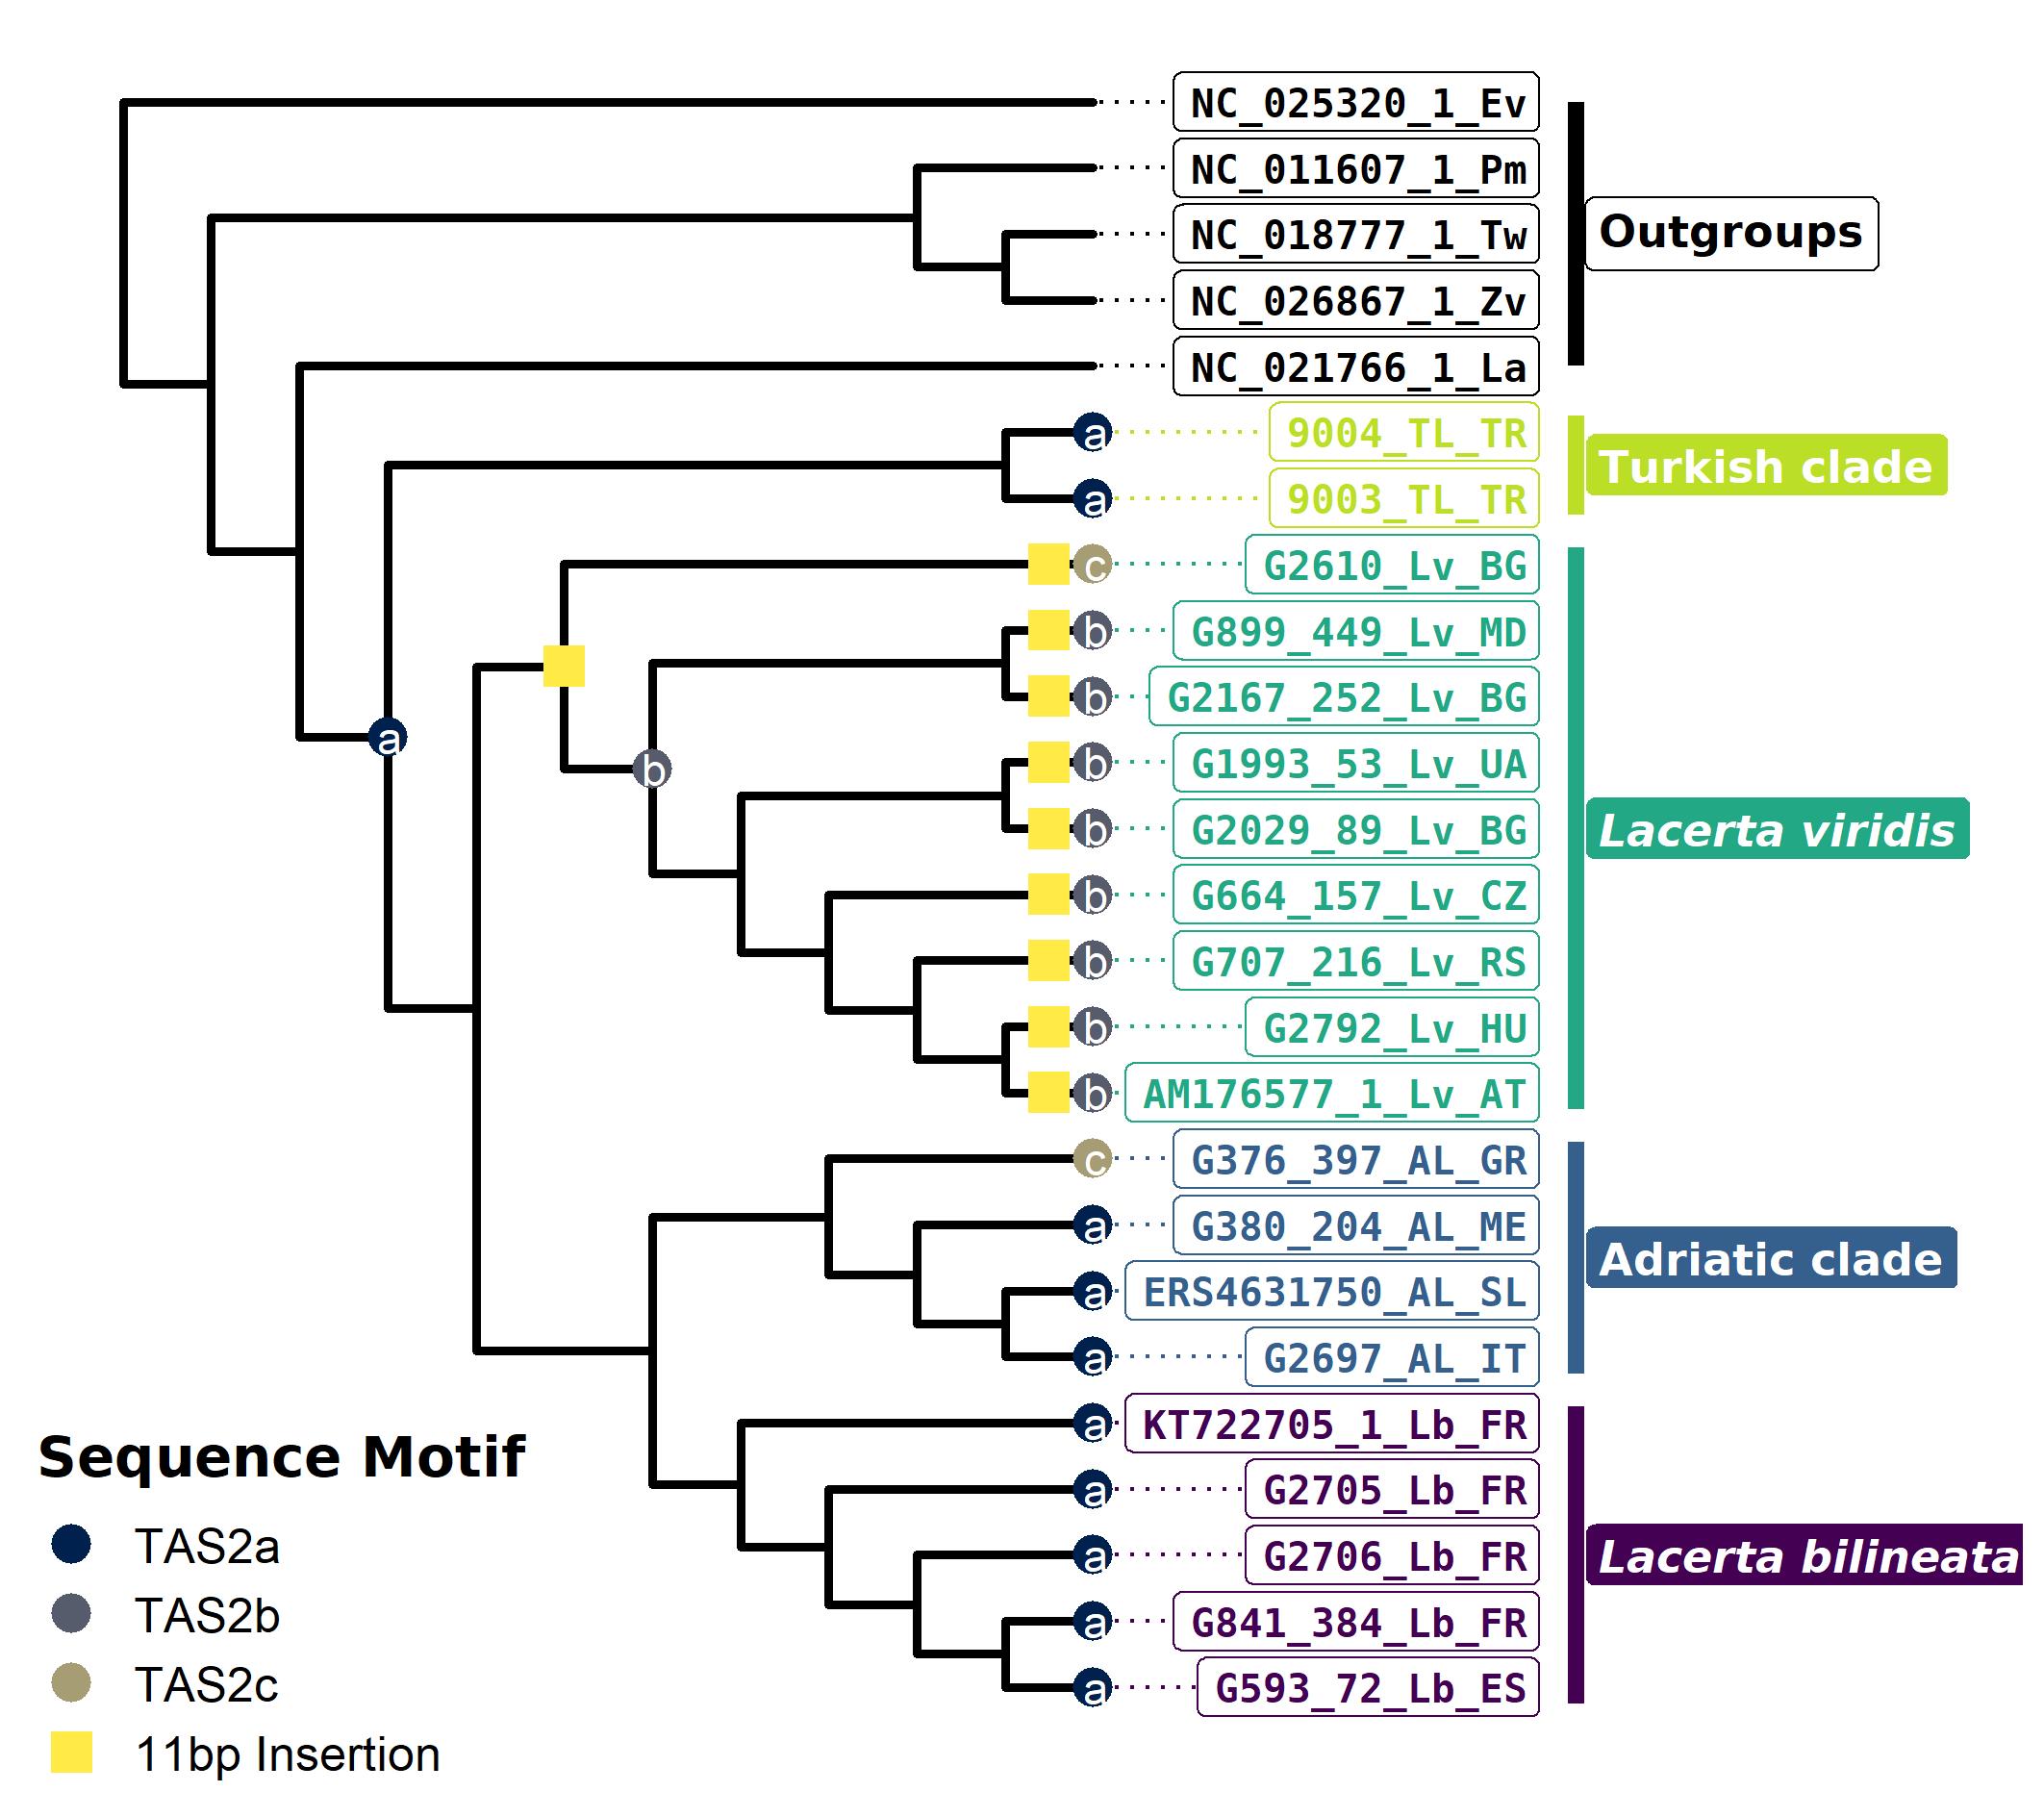 NC_025320_1_Ev
NC_011607_1_Pm
NC_018777_1_Tw
Outgroups
NC_026867_1_Zv
NC_021766_1_La
a 9004_TL_TR
Turkish clade
a 9003_TL_TR
c G2610_Lv_BG
b G899_449_Lv_MD
b G2167_252_Lv_BG
a
b G1993_53_Lv_UA
b
b G2029_89_Lv_BG
Lacerta viridis
b G664_157_Lv_CZ
b G707_216_Lv_RS
b G2792_Lv_HU
b AM176577_1_Lv_AT
c G376_397_AL_GR
a G380_204_AL_ME
Adriatic clade
a ERS4631750_AL_SL
a G2697_AL_IT
a KT722705_1_Lb_FR
a G2705_Lb_FR
a G2706_Lb_FR
Lacerta bilineata
a G841_384_Lb_FR
a G593_72_Lb_ES
Sequence Motif
TAS2a
TAS2b
TAS2c
11bp Insertion